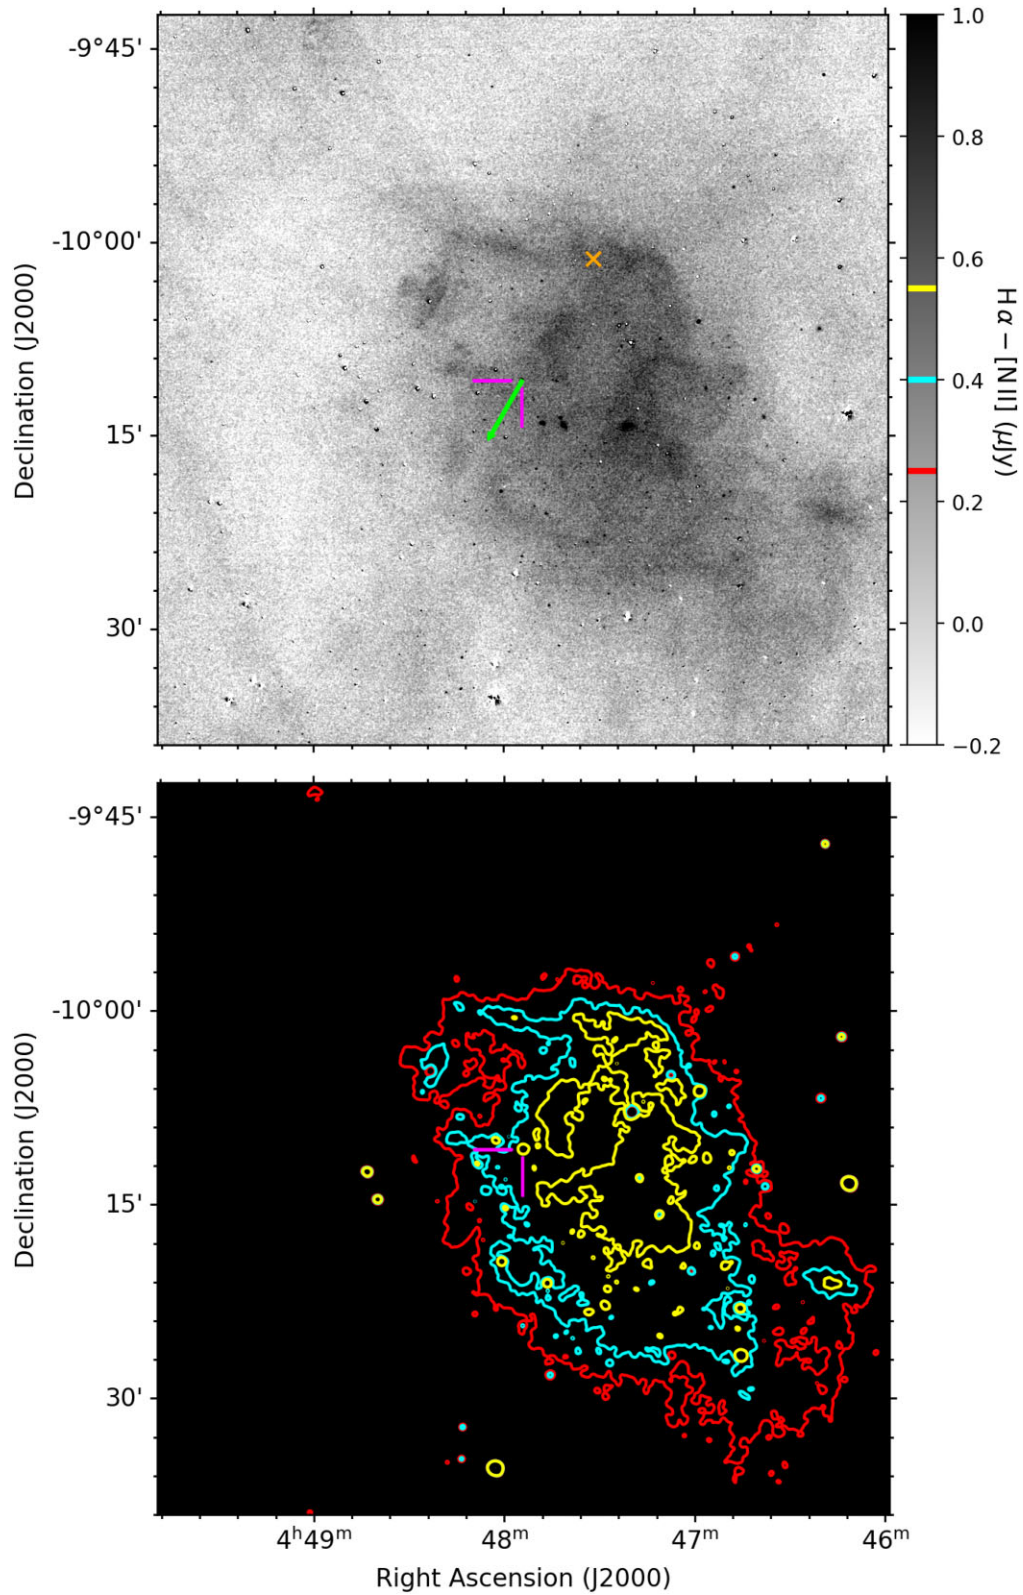 -9°45'
-10°00'
15'
30'
Declination (J2000)
1.0
0.8
0.6
0.4
0.2
0.0
−0.2
Hα − [N II] (μJy)
-9°45'
-10°00'
15'
30'
Declination (J2000)
4ʰ49ᵐ
48ᵐ
47ᵐ
46ᵐ
Right Ascension (J2000)